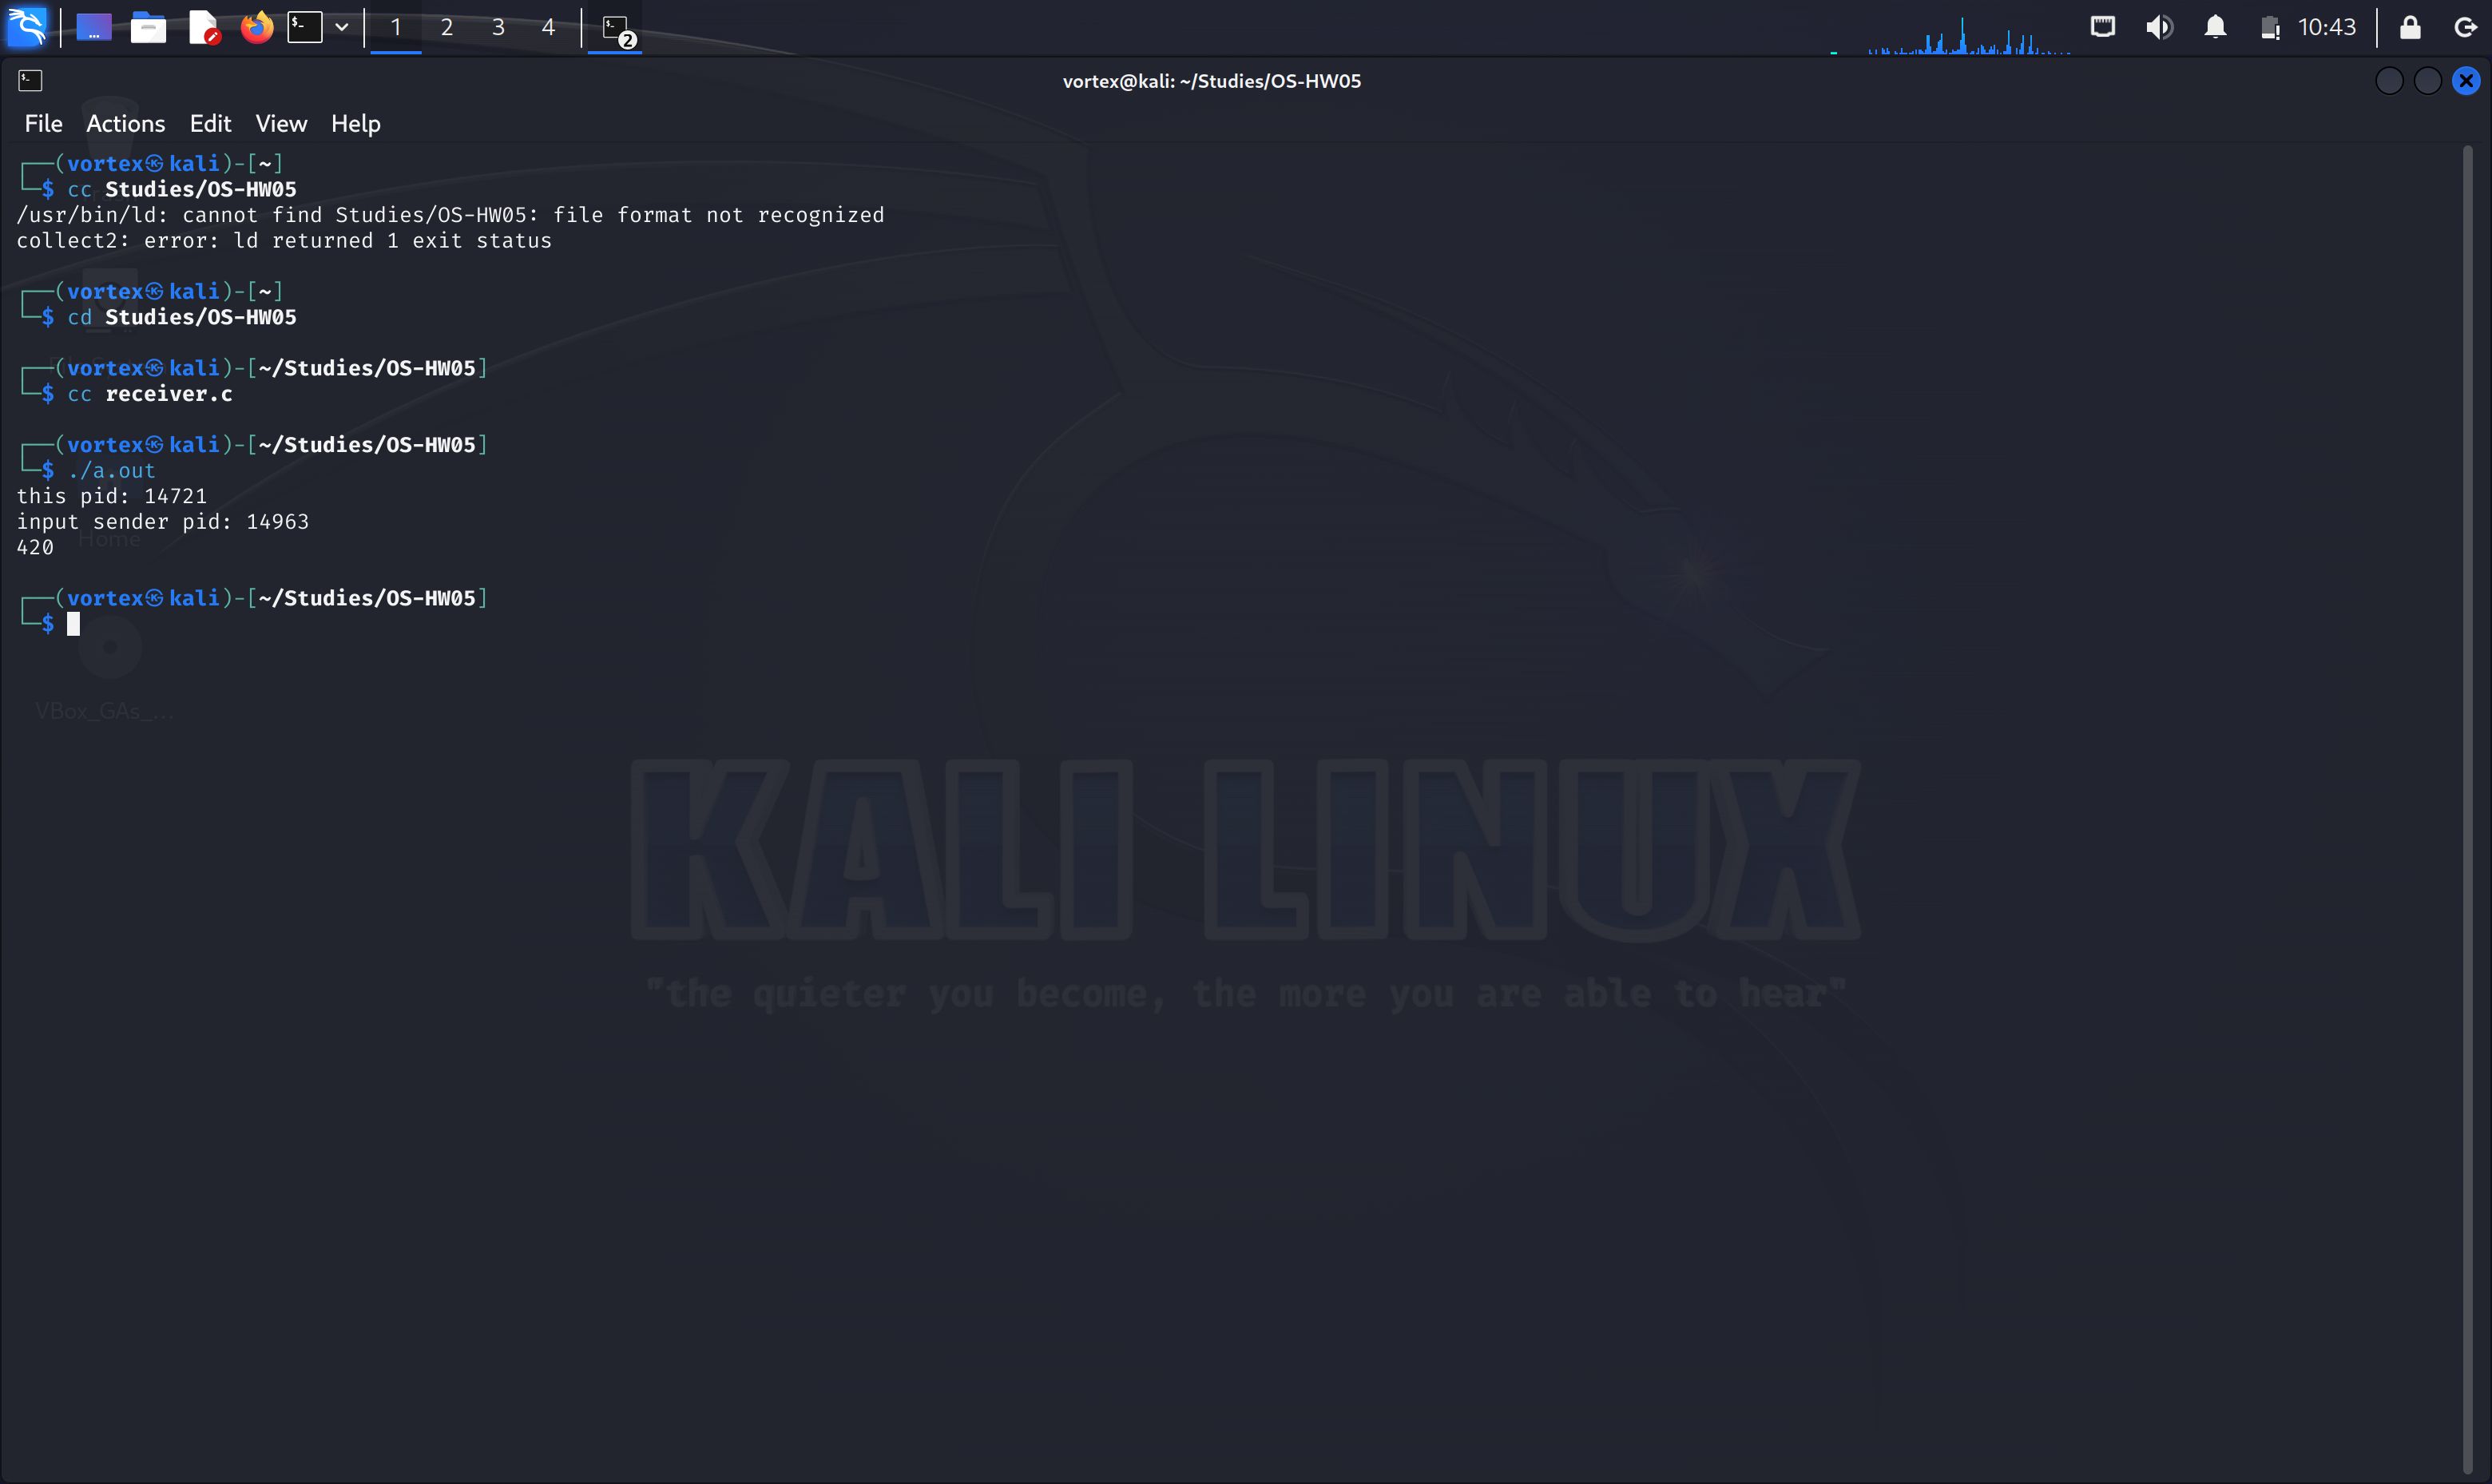 1 2 3 4 2 10:43
vortex@kali: ~/Studies/OS-HW05
File Actions Edit View Help
┌──(vortex㉿kali)-[~]
└─$ cc Studies/OS-HW05
/usr/bin/ld: cannot find Studies/OS-HW05: file format not recognized
collect2: error: ld returned 1 exit status
┌──(vortex㉿kali)-[~]
└─$ cd Studies/OS-HW05
┌──(vortex㉿kali)-[~/Studies/OS-HW05]
└─$ cc receiver.c
┌──(vortex㉿kali)-[~/Studies/OS-HW05]
└─$ ./a.out
this pid: 14721
input sender pid: 14963
420
Home
┌──(vortex㉿kali)-[~/Studies/OS-HW05]
└─$
VBox_GAs_...
KALI LINUX
"the quieter you become, the more you are able to hear"